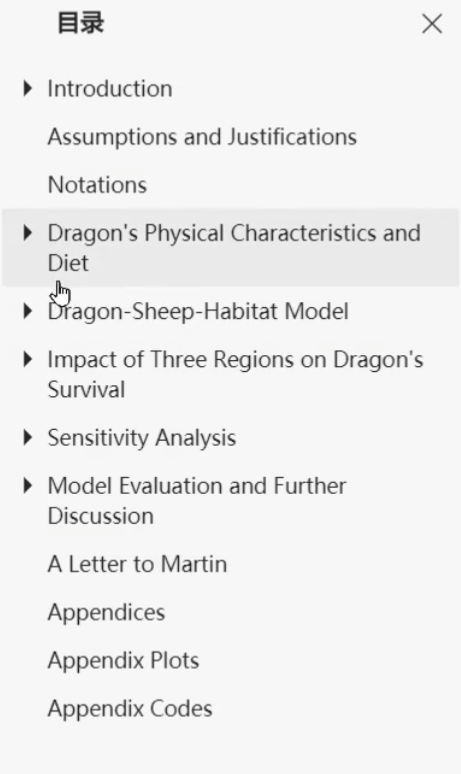 目录
Introduction
Assumptions and Justifications
Notations
Dragon's Physical Characteristics and
Diet
Dragon-Sheep-Habitat Model
Impact of Three Regions on Dragon's
Survival
Sensitivity Analysis
Model Evaluation and Further
Discussion
A Letter to Martin
Appendices
Appendix Plots
Appendix Codes